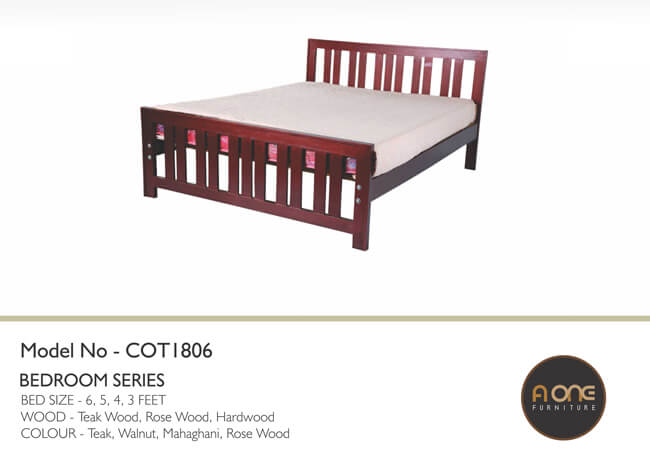 Model No - COT1806
BEDROOM SERIES
BED SIZE - 6, 5, 4, 3 FEET
WOOD - Teak Wood, Rose Wood, Hardwood
COLOUR - Teak, Walnut, Mahaghani, Rose Wood
A ONE
FURNITURE